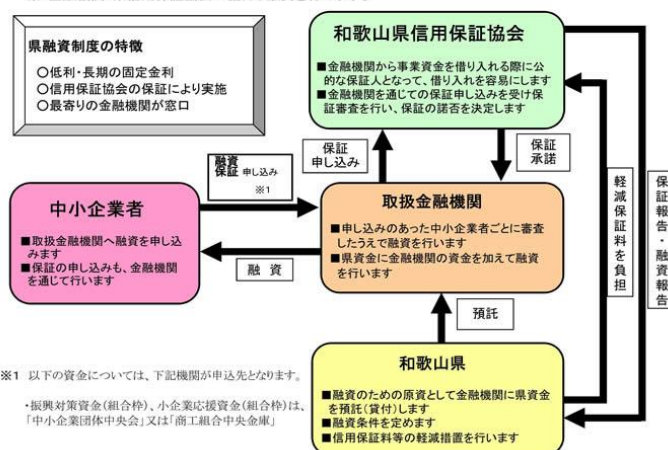 県融資制度の特徴
○低利・長期の固定金利
○信用保証協会の保証により実施
○最寄りの金融機関が窓口
和歌山県信用保証協会
■金融機関から事業資金を借り入れる際に公
的な保証人となって、借り入れを容易にします
■金融機関を通じての保証申し込みを受け保
証審査を行い、保証の諾否を決定します
融資
保証 申し込み
※1
保証
申し込み
保証
承諾
中小企業者
■取扱金融機関へ融資を申し込
みます
■保証の申し込みも、金融機関
を通じて行います
取扱金融機関
■申し込みのあった中小企業者ごとに審査
したうえで融資を行います
■県資金に金融機関の資金を加えて融資
を行います
融 資
軽減保証料を負担
保証報告・融資報告
預託
和歌山県
■融資のための原資として金融機関に県資金
を預託(貸付)します
■融資条件を定めます
■信用保証料等の軽減措置を行います
※1 以下の資金については、下記機関が申込先となります。
・振興対策資金(組合枠)、小企業応援資金(組合枠)は、
「中小企業団体中央会」又は「商工組合中央金庫」